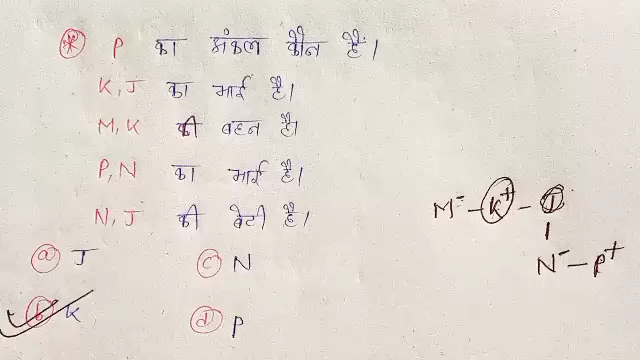 * P का अंकल कौन है।
K, J का भाई है।
M, K की बहन है।
P, N का भाई है।
N, J की बेटी है।
(a) J (c) N
(b) K (d) P
M⁻ – K⁺ – J
N⁻ – P⁺